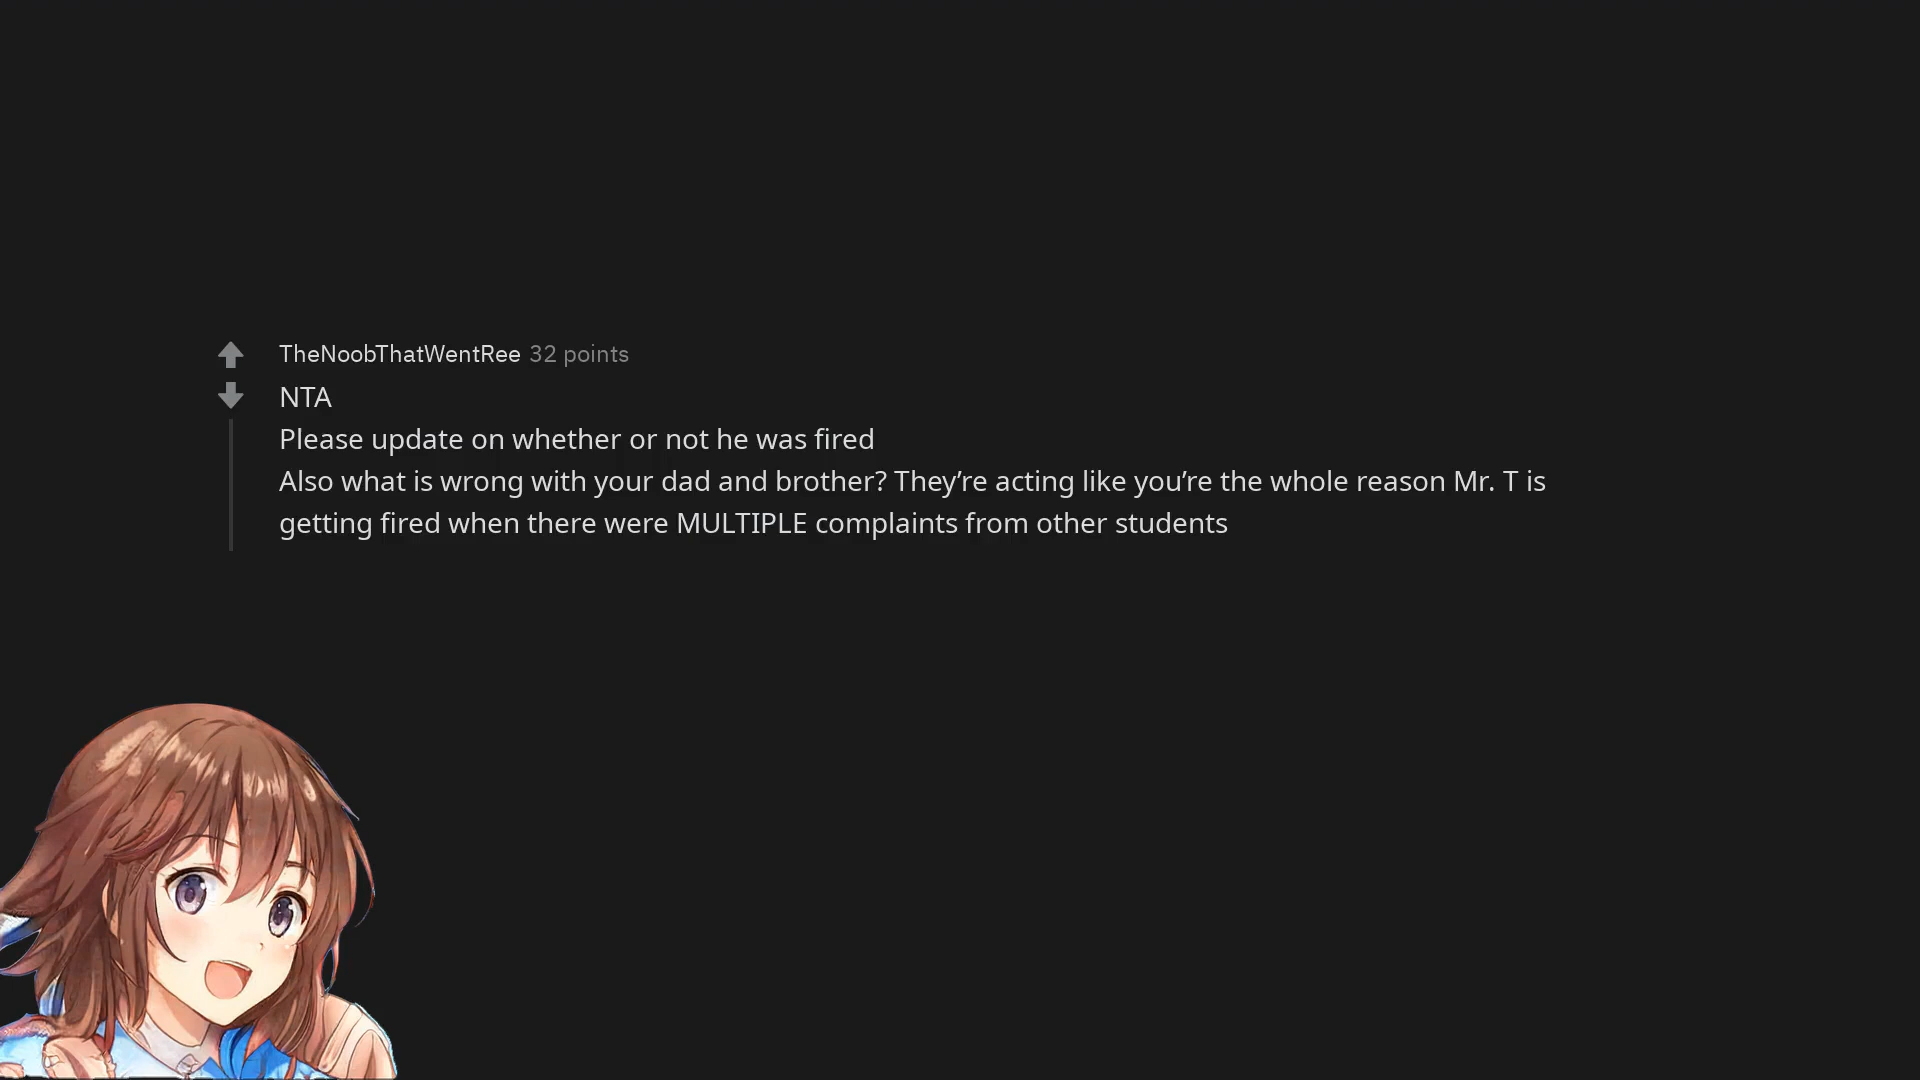 TheNoobThatWentRee 32 points
NTA
Please update on whether or not he was fired
Also what is wrong with your dad and brother? They’re acting like you’re the whole reason Mr. T is
getting fired when there were MULTIPLE complaints from other students